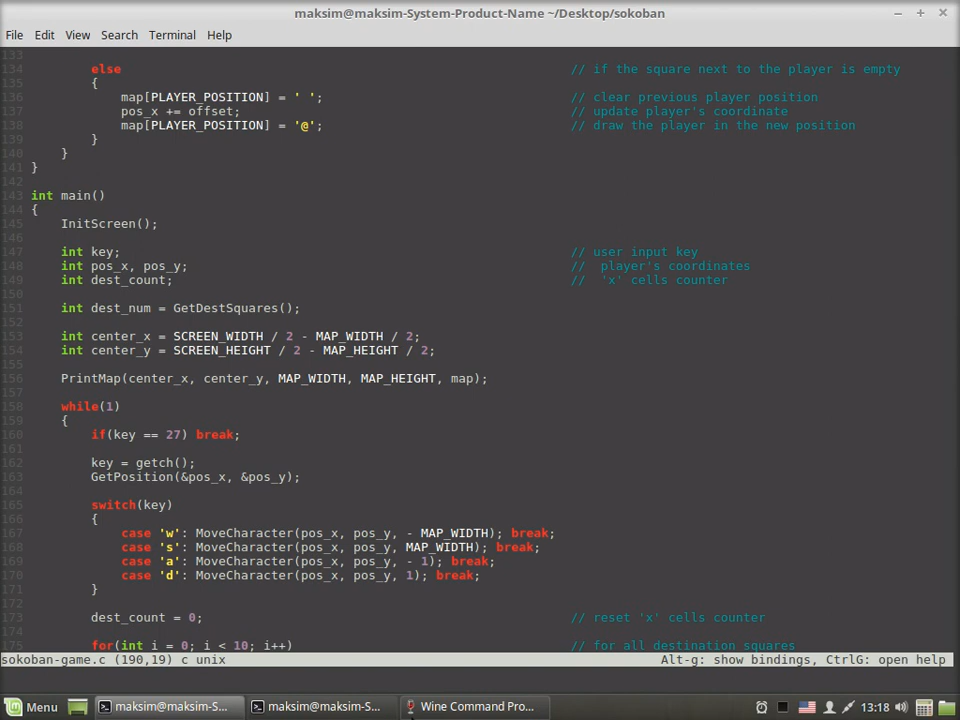 maksim@maksim-System-Product-Name ~/Desktop/sokoban
File Edit View Search Terminal Help
133
134 else // if the square next to the player is empty
135 {
136 map[PLAYER_POSITION] = ' '; // clear previous player position
137 pos_x += offset; // update player's coordinate
138 map[PLAYER_POSITION] = '@'; // draw the player in the new position
139 }
140 }
141 }
142
143 int main()
144 {
145 InitScreen();
146
147 int key; // user input key
148 int pos_x, pos_y; // player's coordinates
149 int dest_count; // 'x' cells counter
150
151 int dest_num = GetDestSquares();
152
153 int center_x = SCREEN_WIDTH / 2 - MAP_WIDTH / 2;
154 int center_y = SCREEN_HEIGHT / 2 - MAP_HEIGHT / 2;
155
156 PrintMap(center_x, center_y, MAP_WIDTH, MAP_HEIGHT, map);
157
158 while(1)
159 {
160 if(key == 27) break;
161
162 key = getch();
163 GetPosition(&pos_x, &pos_y);
164
165 switch(key)
166 {
167 case 'w': MoveCharacter(pos_x, pos_y, - MAP_WIDTH); break;
168 case 's': MoveCharacter(pos_x, pos_y, MAP_WIDTH); break;
169 case 'a': MoveCharacter(pos_x, pos_y, - 1); break;
170 case 'd': MoveCharacter(pos_x, pos_y, 1); break;
171 }
172
173 dest_count = 0; // reset 'x' cells counter
174
175 for(int i = 0; i < 10; i++) // for all destination squares
sokoban-game.c (190,19) c unix Alt-g: show bindings, CtrlG: open help
Menu maksim@maksim-S... maksim@maksim-S... Wine Command Pro... 13:18